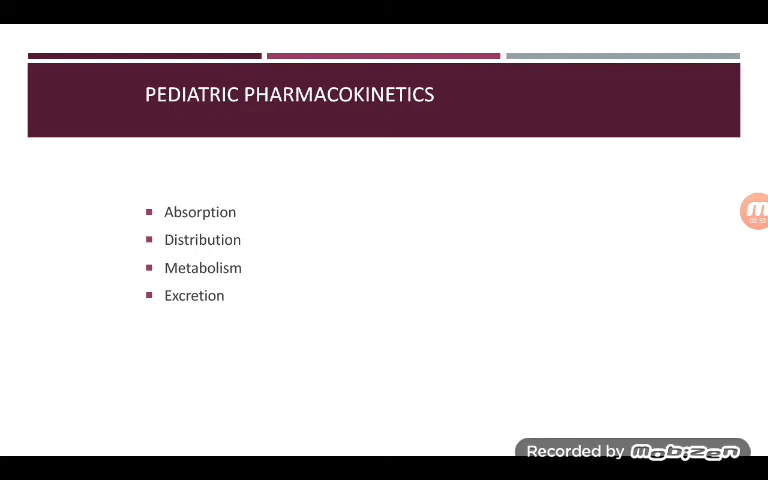 PEDIATRIC PHARMACOKINETICS
Absorption
Distribution
Metabolism
Excretion
Recorded by mobizen